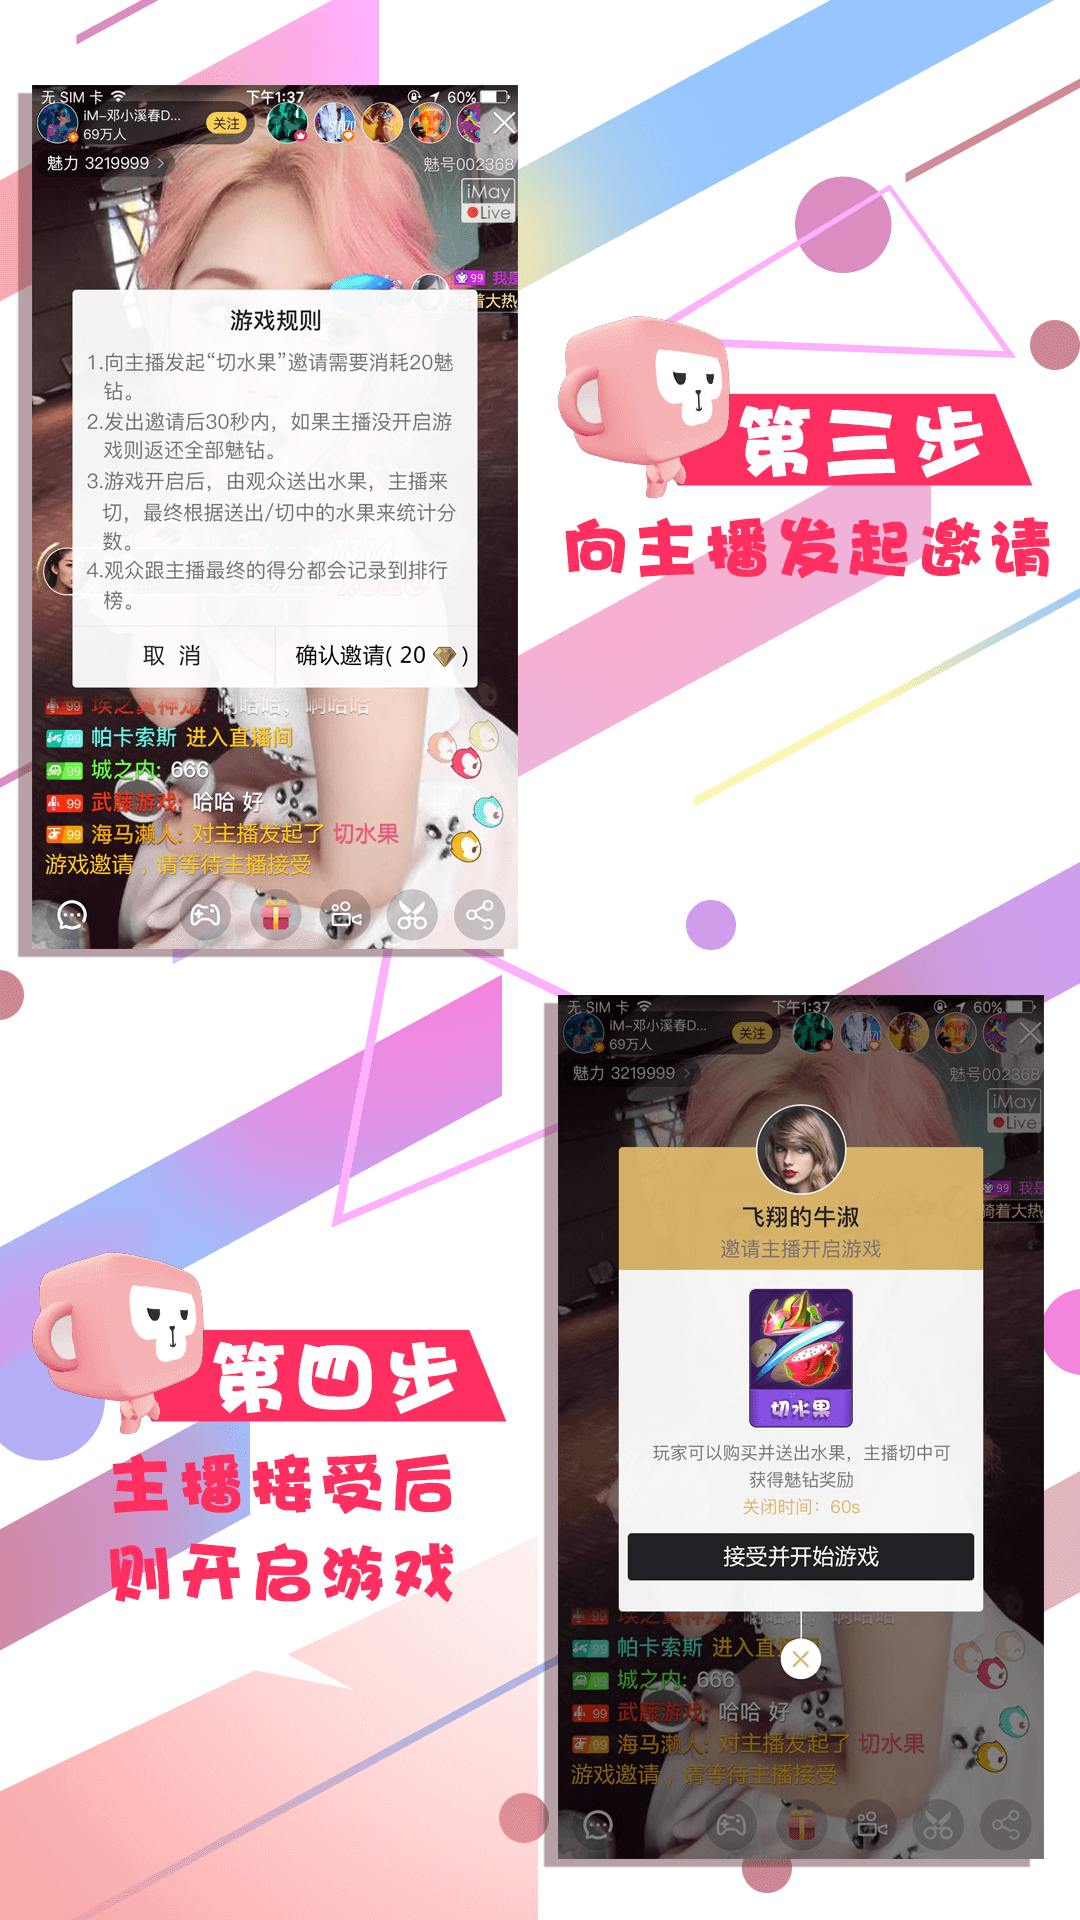 无 SIM 卡
下午1:37
60%
iM-邓小溪春D...
69万人
关注
魅力 3219999
魅号002368
iMay
Live
99 我是
骑着大热
游戏规则
1.向主播发起“切水果”邀请需要消耗20魅
钻。
2.发出邀请后30秒内，如果主播没开启游
戏则返还全部魅钻。
3.游戏开启后，由观众送出水果，主播来
切，最终根据送出/切中的水果来统计分
数。
4.观众跟主播最终的得分都会记录到排行
榜。
取 消
确认邀请( 20 )
99 埃之翼神龙: 啊哈哈，啊哈哈
99 帕卡索斯 进入直播间
99 城之内: 666
99 武藤游戏: 哈哈 好
99 海马濑人: 对主播发起了 切水果
游戏邀请，请等待主播接受
第三步
向主播发起邀请
第四步
主播接受后
则开启游戏
无 SIM 卡
下午1:37
60%
iM-邓小溪春D...
69万人
关注
魅力 3219999
魅号002368
iMay
Live
99 我是
骑着大热
飞翔的牛淑
邀请主播开启游戏
切水果
玩家可以购买并送出水果，主播切中可
获得魅钻奖励
关闭时间：60s
接受并开始游戏
99 埃之翼神龙: 啊哈哈，啊哈哈
99 帕卡索斯 进入直播间
99 城之内: 666
99 武藤游戏: 哈哈 好
99 海马濑人: 对主播发起了 切水果
游戏邀请，请等待主播接受